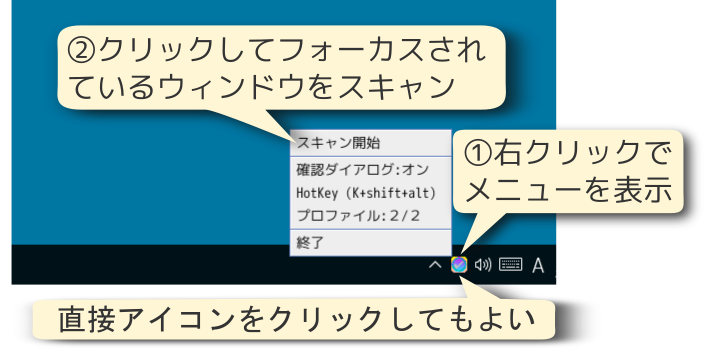 ②クリックしてフォーカスされ
ているウィンドウをスキャン
スキャン開始
確認ダイアログ:オン
HotKey (K+shift+alt)
プロファイル:2/2
終了
①右クリックで
メニューを表示
A
直接アイコンをクリックしてもよい